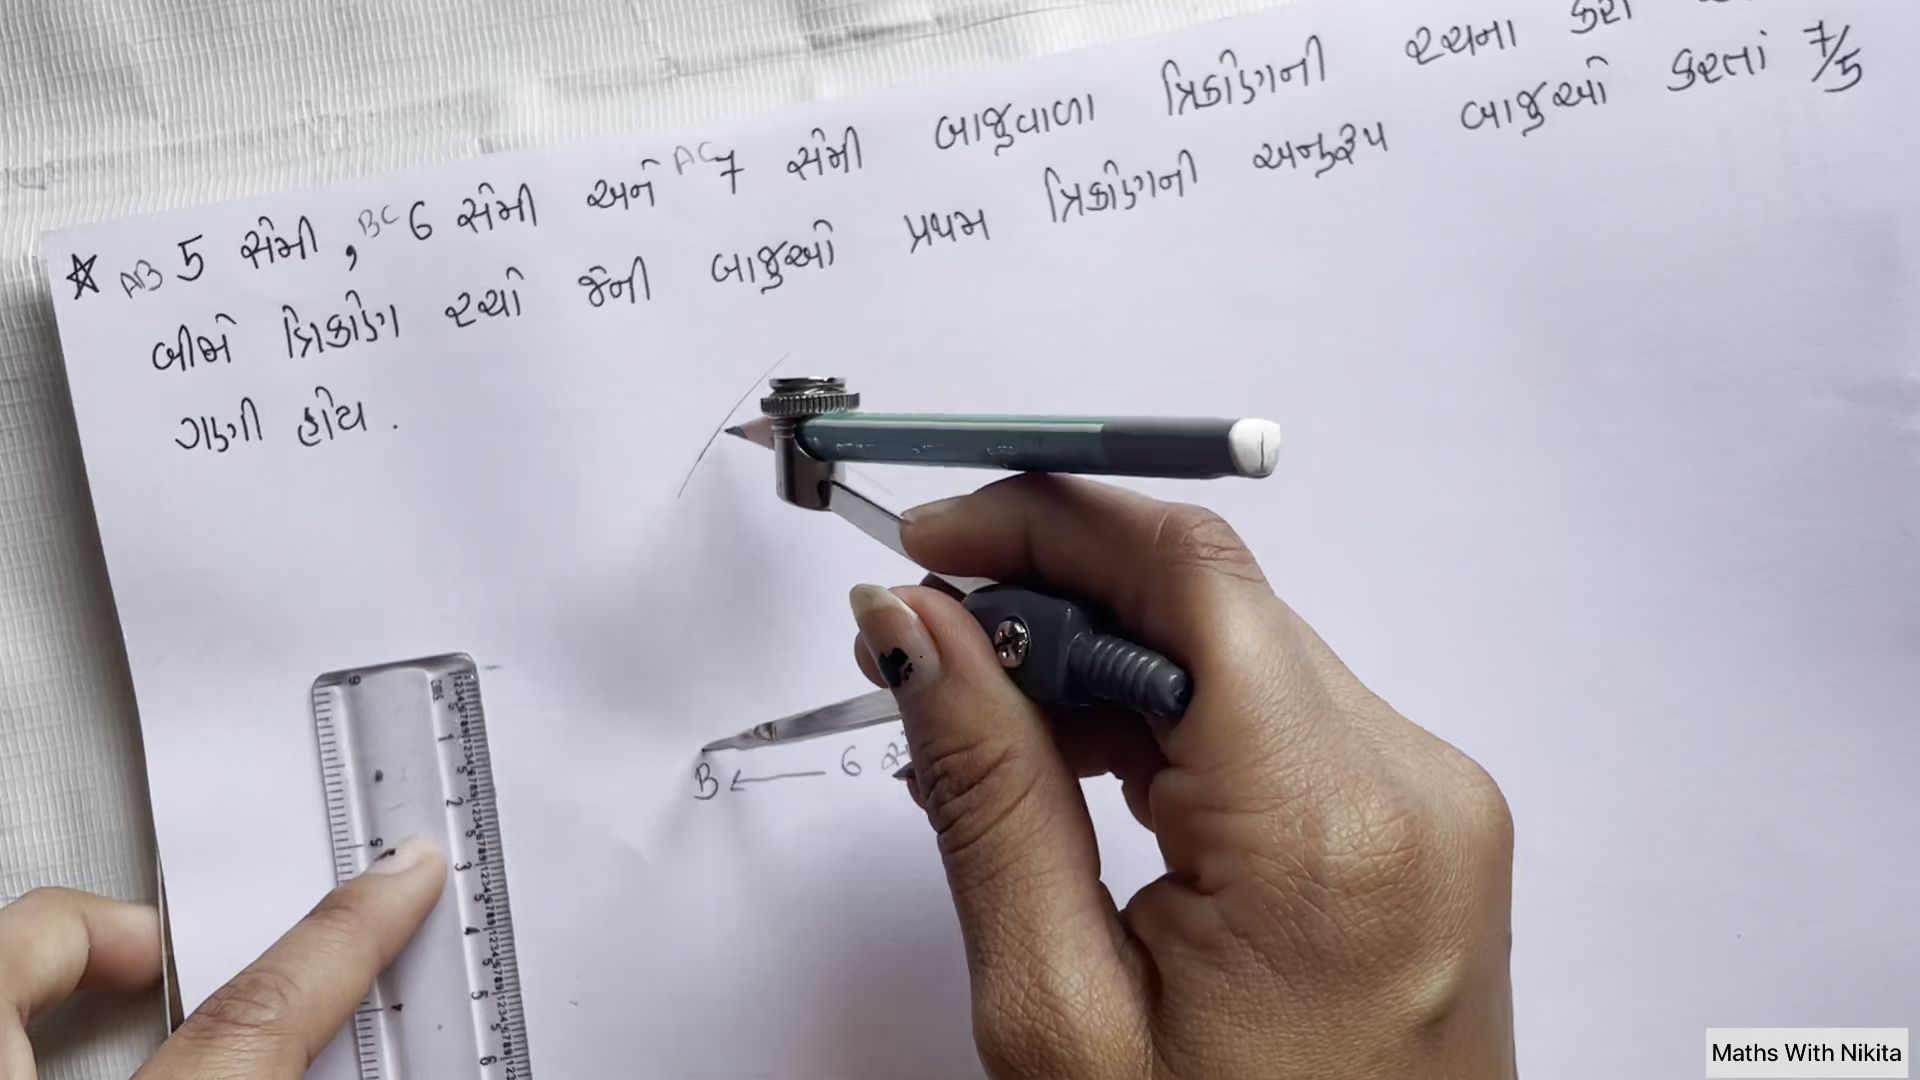 ☆ AB 5 સેમી , BC 6 સેમી અને AC 7 સેમી બાજુવાળા ત્રિકોણની રચના કરો
બીજો ત્રિકોણ રચો જેની બાજુઓ પ્રથમ ત્રિકોણની અનુરૂપ બાજુઓ કરતાં 7/5
ગણી હોય .
B ← 6
Maths With Nikita